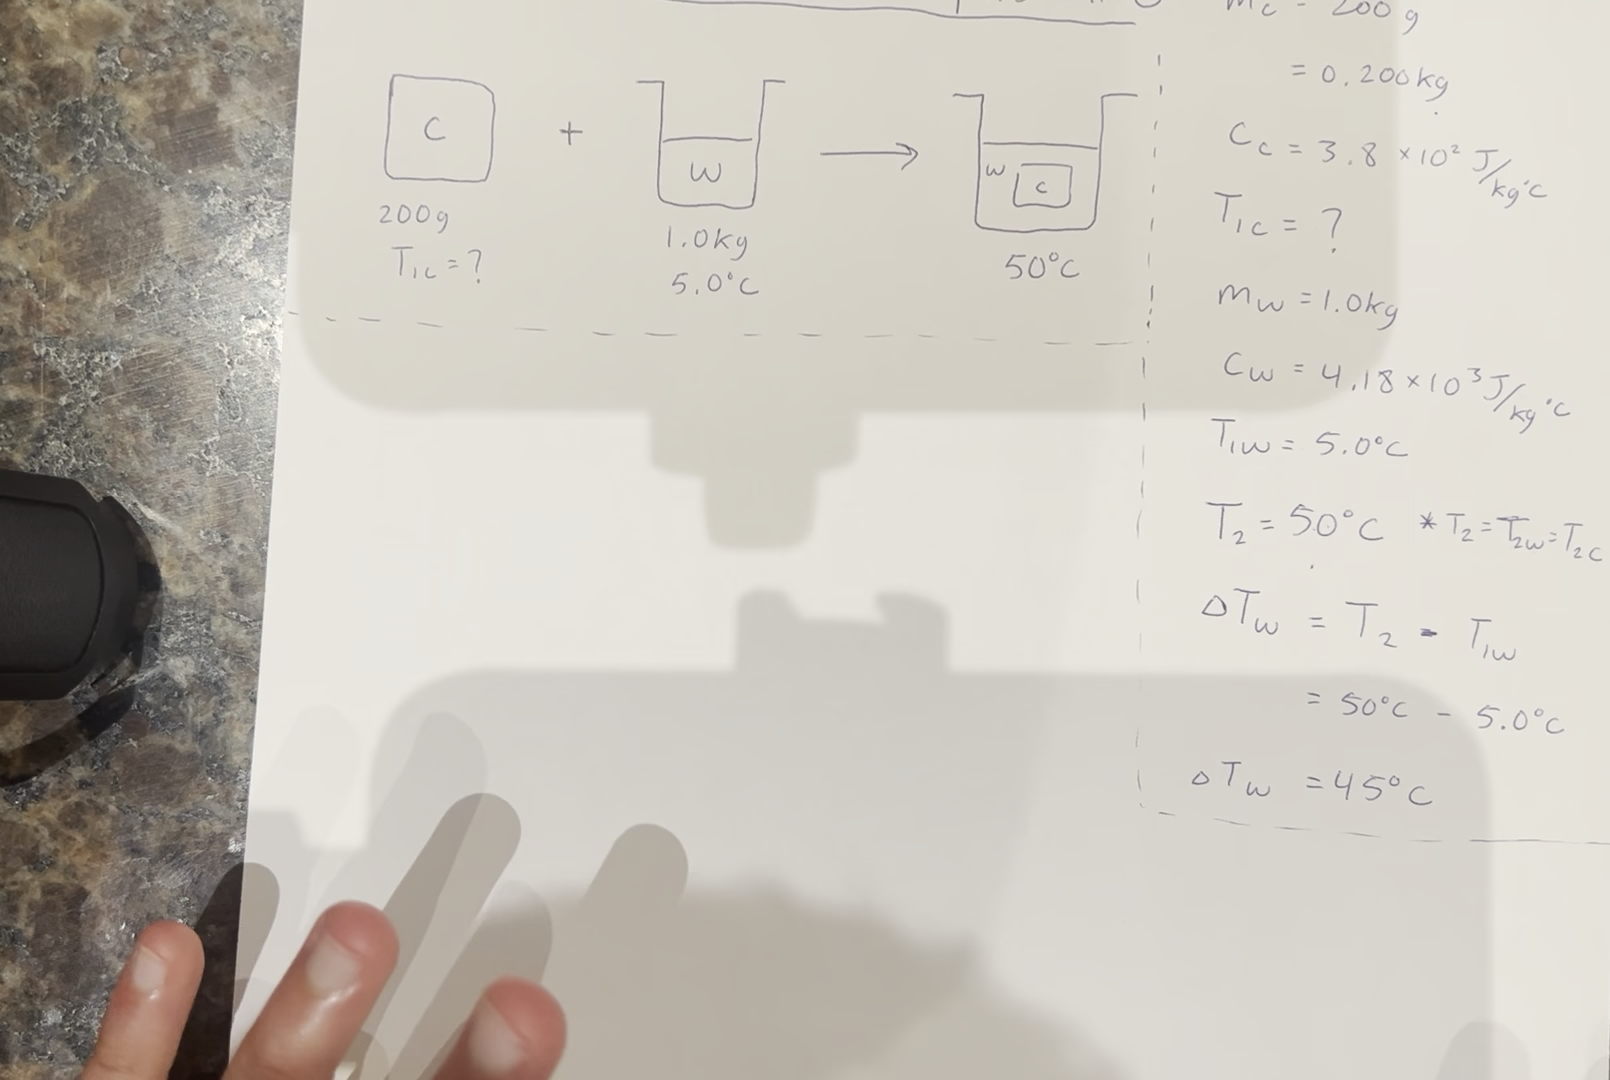 C + W → W C
200g
T1c = ?
1.0kg
5.0°C
50°C
mc = 200g
= 0.200kg
Cc = 3.8 ×10² J/kg°C
T1c = ?
mw = 1.0kg
Cw = 4.18×10³ J/kg°C
T1w = 5.0°C
T2 = 50°C * T2 = T2w = T2c
ΔTw = T2 - T1w
= 50°C - 5.0°C
ΔTw = 45°C